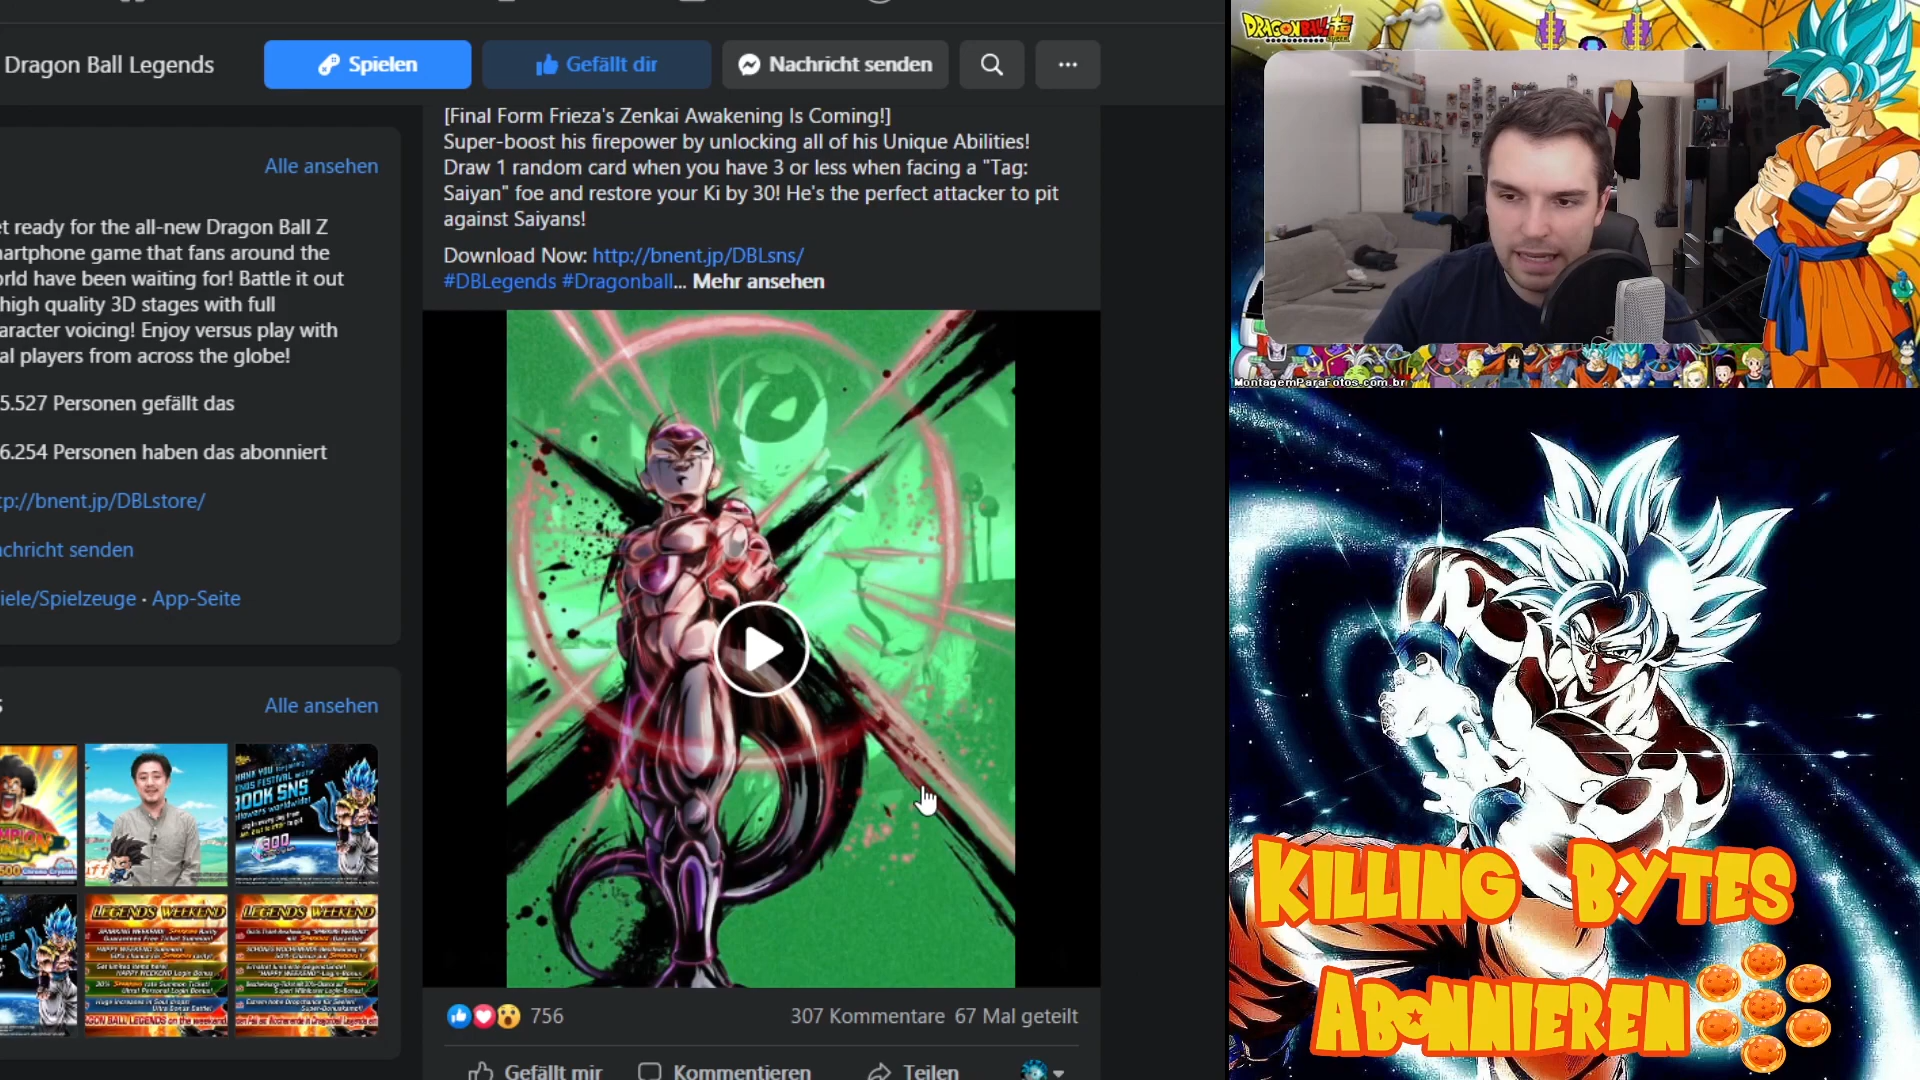 Dragon Ball Legends
Spielen
Gefällt dir
Nachricht senden
[Final Form Frieza's Zenkai Awakening Is Coming!]
Super-boost his firepower by unlocking all of his Unique Abilities!
Draw 1 random card when you have 3 or less when facing a "Tag:
Saiyan" foe and restore your Ki by 30! He's the perfect attacker to pit
against Saiyans!
Download Now: http://bnent.jp/DBLsns/
#DBLegends #Dragonball... Mehr ansehen
Alle ansehen
et ready for the all-new Dragon Ball Z
martphone game that fans around the
orld have been waiting for! Battle it out
high quality 3D stages with full
aracter voicing! Enjoy versus play with
al players from across the globe!
5.527 Personen gefällt das
6.254 Personen haben das abonniert
tp://bnent.jp/DBLstore/
achricht senden
iele/Spielzeuge · App-Seite
s
Alle ansehen
LEGENDS WEEKEND
LEGENDS WEEKEND
756
307 Kommentare 67 Mal geteilt
Gefällt mir
Kommentieren
Teilen
DRAGONBALL
MontagemParaFotos.com.br
KILLING BYTES
ABONNIEREN